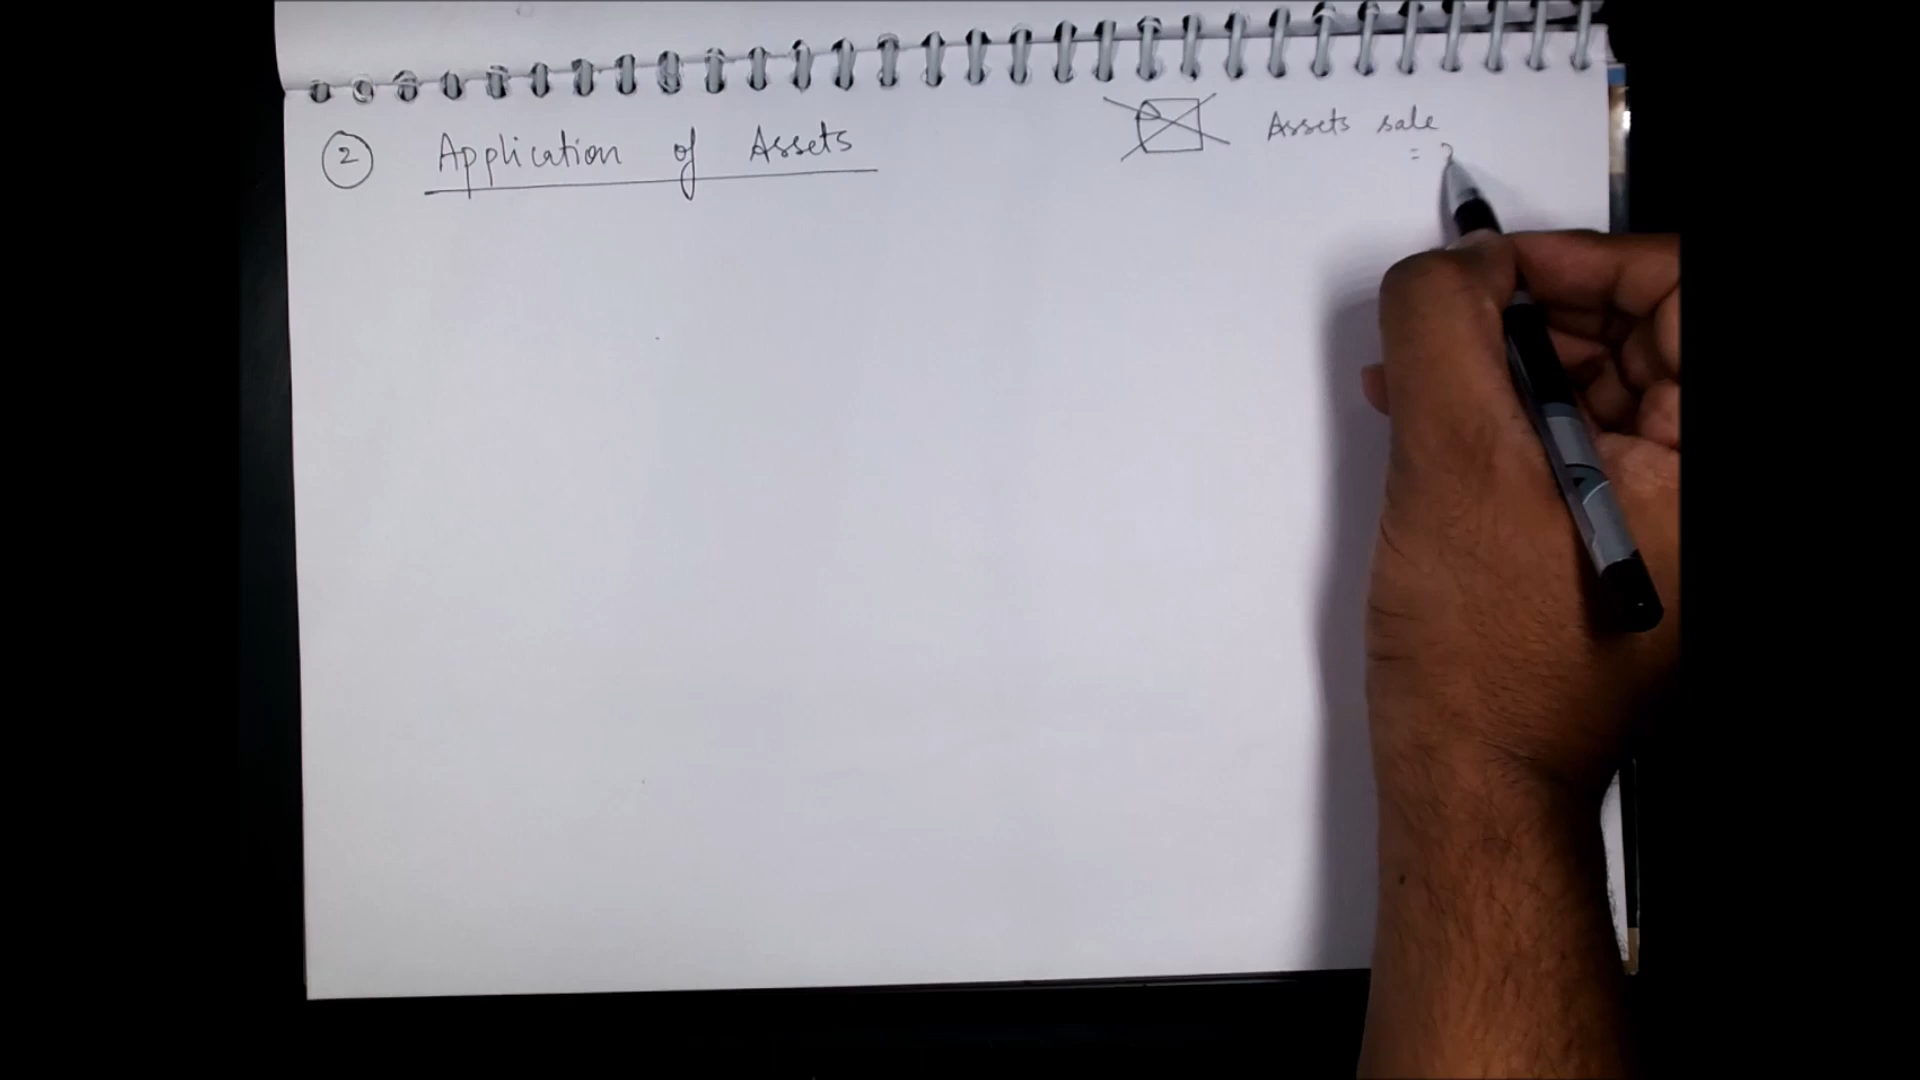 2 Application of Assets
Assets sale
=